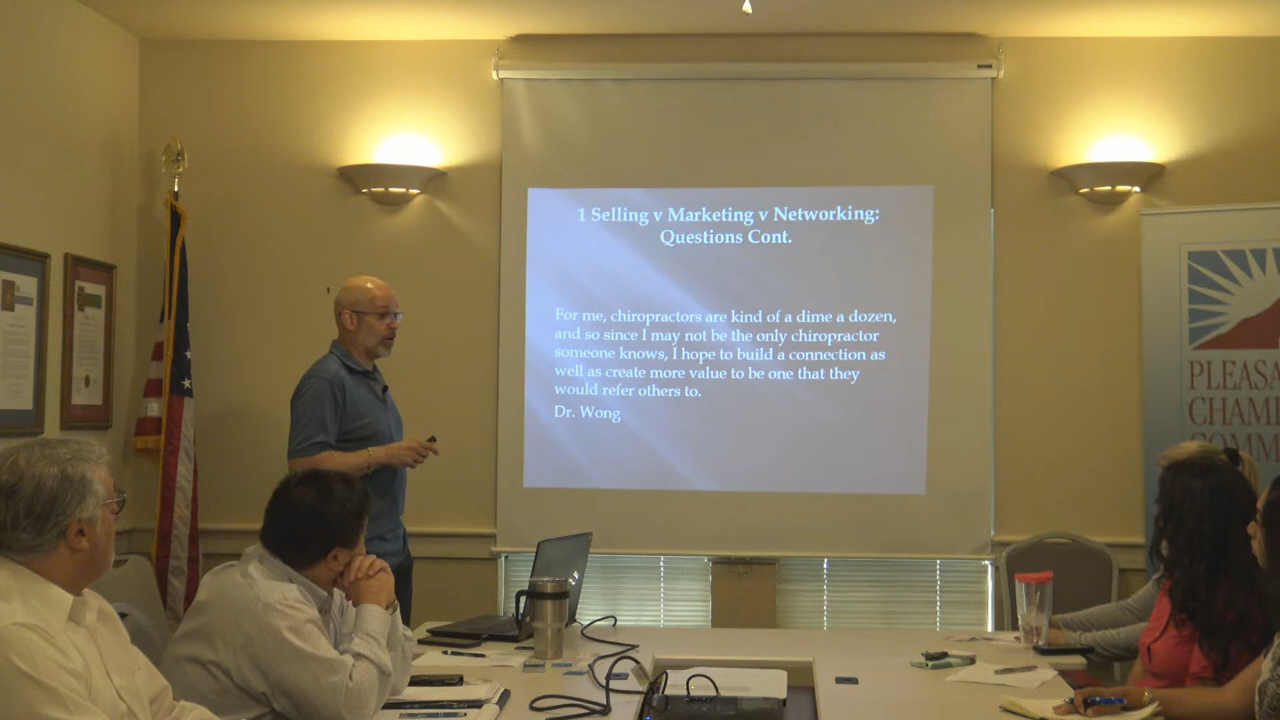 1 Selling v Marketing v Networking:
Questions Cont.
For me, chiropractors are kind of a dime a dozen,
and so since I may not be the only chiropractor
someone knows, I hope to build a connection as
well as create more value to be one that they
would refer others to.
Dr. Wong
PLEASA
CHAM
COMM